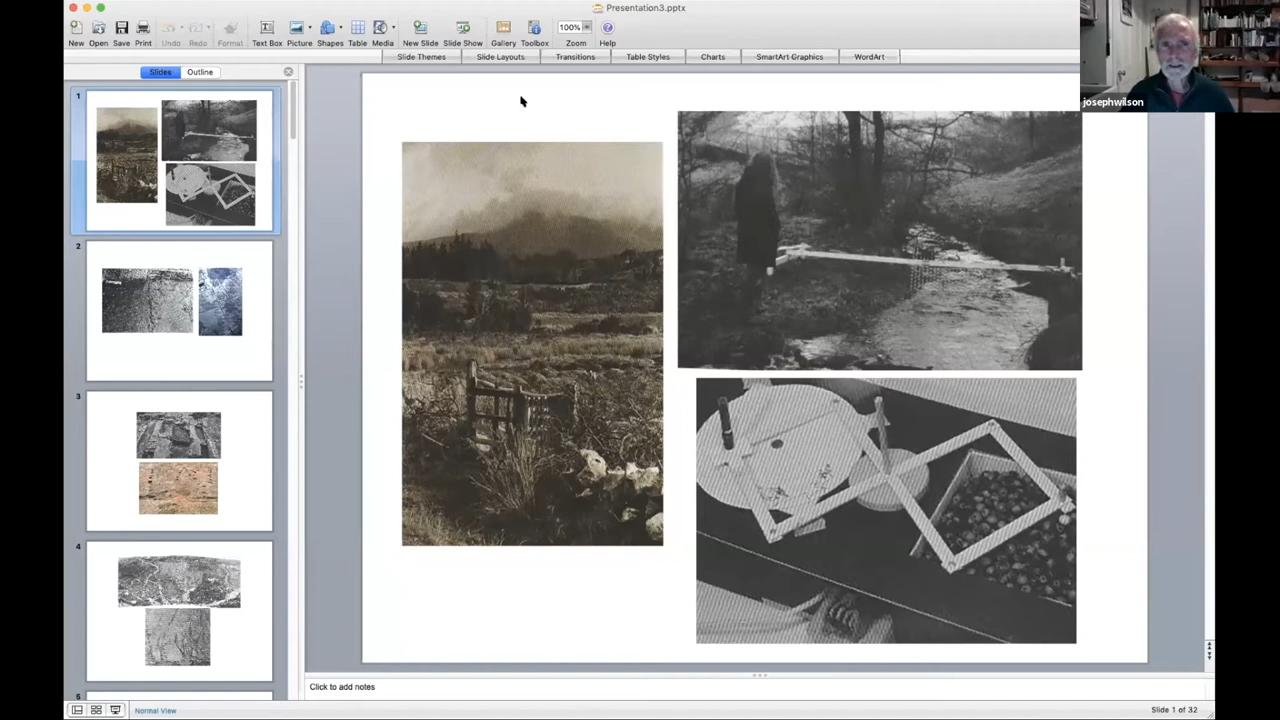 Presentation3.pptx
New Open Save Print Undo Redo Format Text Box Picture Shapes Table Media New Slide Slide Show Gallery Toolbox 100% Zoom Help
Slide Themes Slide Layouts Transitions Table Styles Charts SmartArt Graphics WordArt
Slides Outline
1
2
3
4
5
josephwilson
Click to add notes
Normal View
Slide 1 of 32